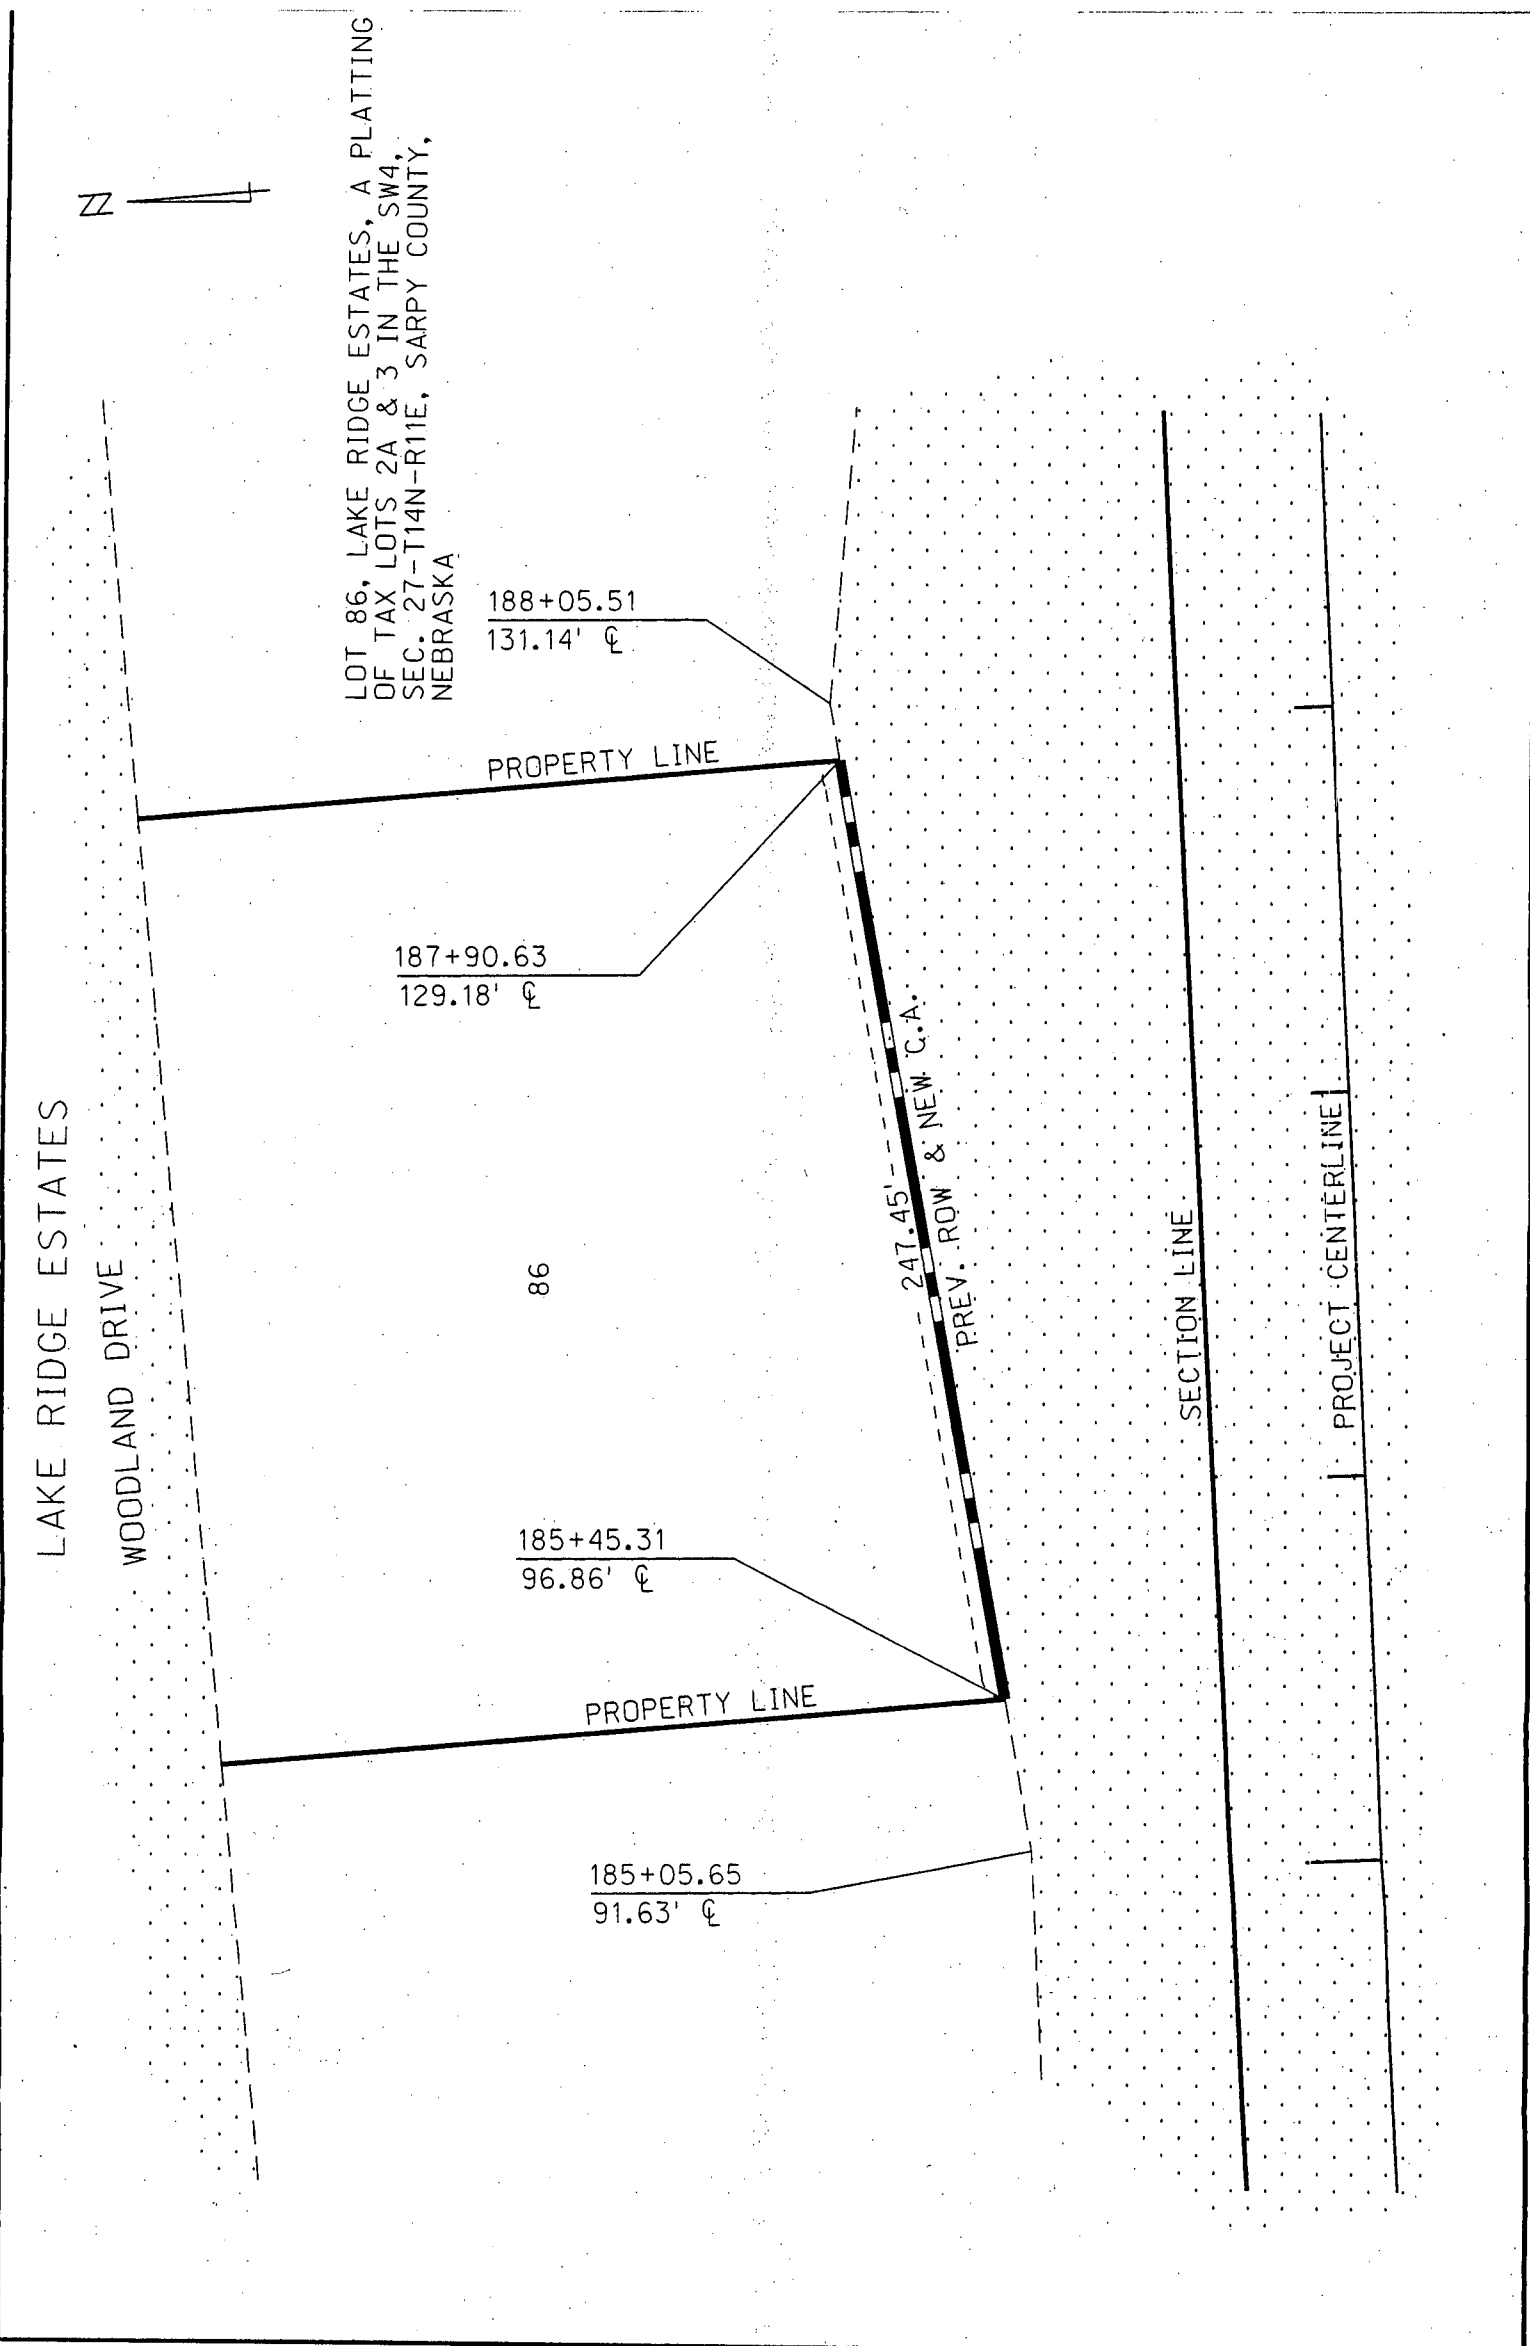 LAKE RIDGE ESTATES
WOODLAND DRIVE
N
LOT 86, LAKE RIDGE ESTATES, A PLATTING
OF TAX LOTS 2A & 3 IN THE SW4,
SEC. 27-T14N-R11E, SARPY COUNTY,
NEBRASKA
188+05.51
131.14' ℄
PROPERTY LINE
187+90.63
129.18' ℄
86
247.45'
PREV. ROW & NEW C.A.
185+45.31
96.86' ℄
PROPERTY LINE
185+05.65
91.63' ℄
SECTION LINE
PROJECT CENTERLINE